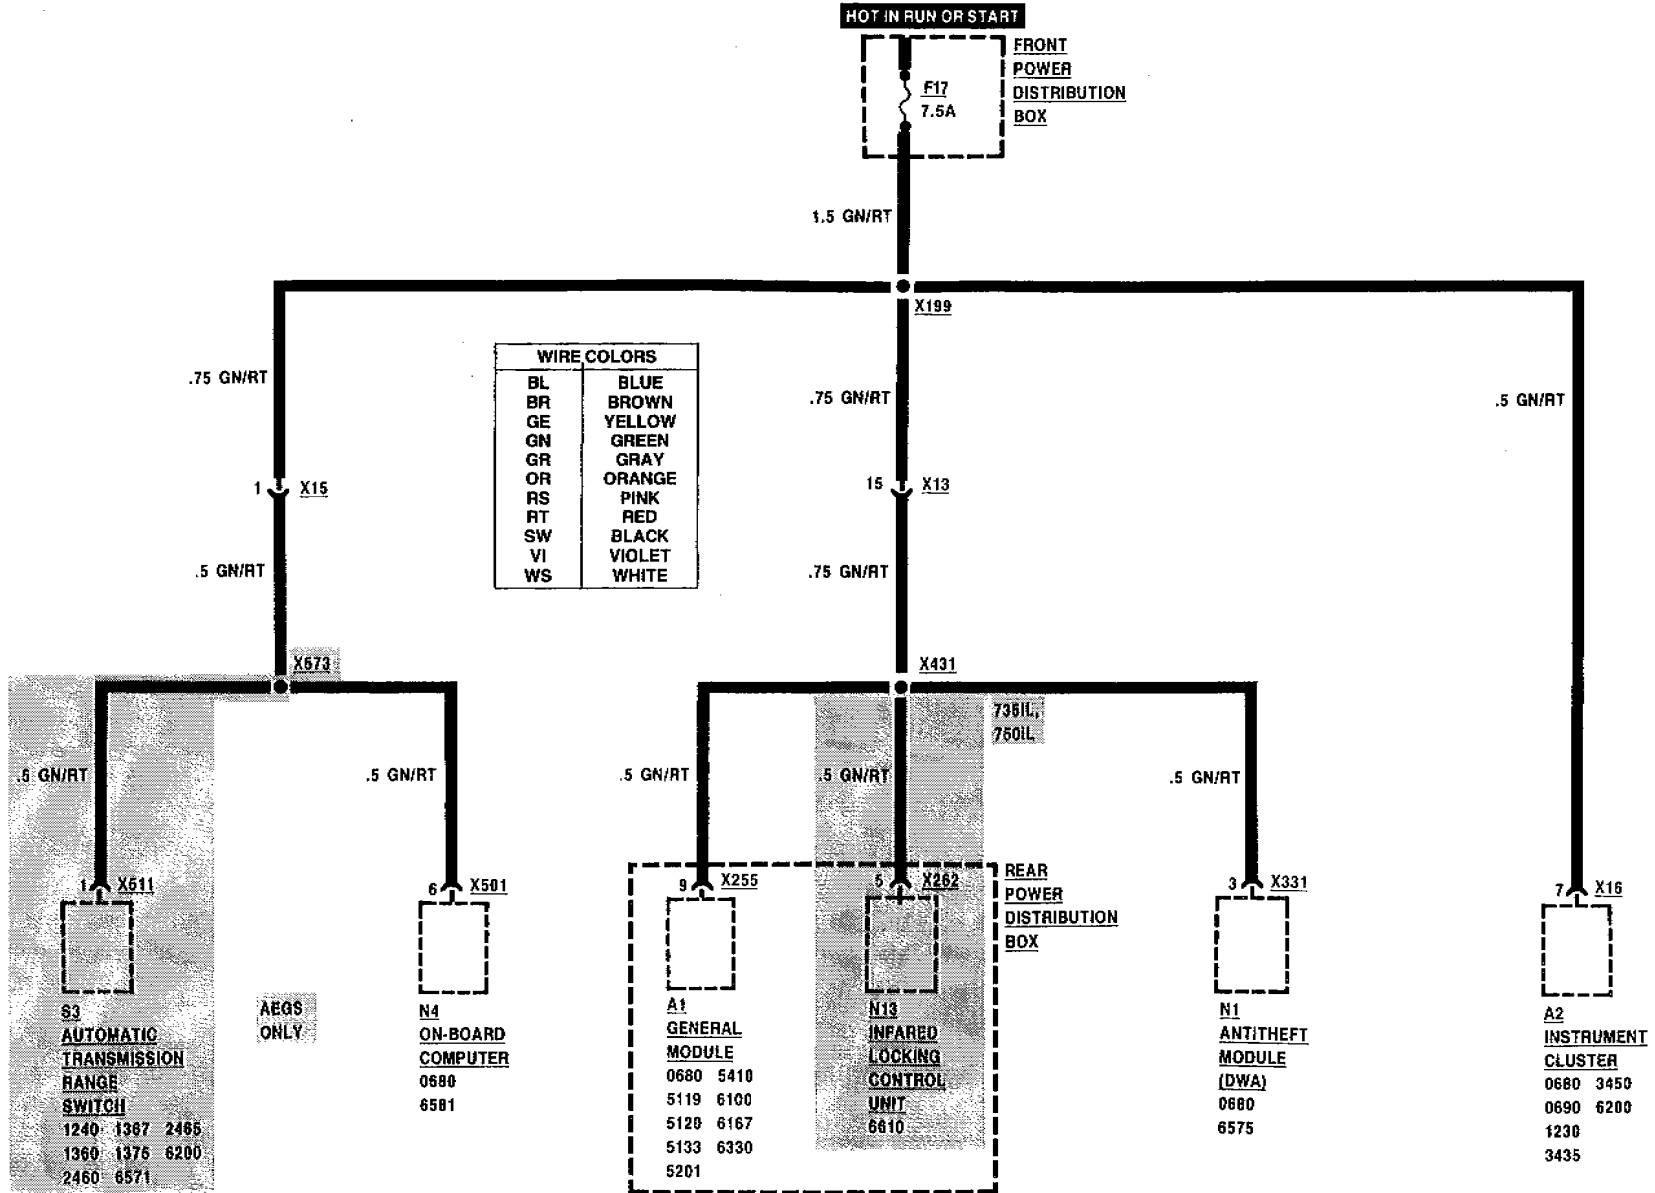 HOT IN RUN OR START
FRONT
POWER
DISTRIBUTION
BOX
F17
7.5A
1.5 GN/RT
X199
.75 GN/RT
.75 GN/RT
.5 GN/RT
WIRE COLORS
BL BLUE
BR BROWN
GE YELLOW
GN GREEN
GR GRAY
OR ORANGE
RS PINK
RT RED
SW BLACK
VI VIOLET
WS WHITE
1 X15
15 X13
.5 GN/RT
.75 GN/RT
X673
X431
735IL,
750IL
.5 GN/RT
.5 GN/RT
.5 GN/RT
.5 GN/RT
.5 GN/RT
1 X511
6 X501
9 X255
5 X262
3 X331
7 X16
REAR
POWER
DISTRIBUTION
BOX
S3
AUTOMATIC
TRANSMISSION
RANGE
SWITCH
1240 1367 2465
1360 1375 6200
2460 6571
AEGS
ONLY
N4
ON-BOARD
COMPUTER
0680
6581
A1
GENERAL
MODULE
0680 5410
5119 6100
5120 6167
5133 6330
5201
N13
INFARED
LOCKING
CONTROL
UNIT
6610
N1
ANTITHEFT
MODULE
(DWA)
0680
6575
A2
INSTRUMENT
CLUSTER
0680 3450
0690 6200
1230
3435